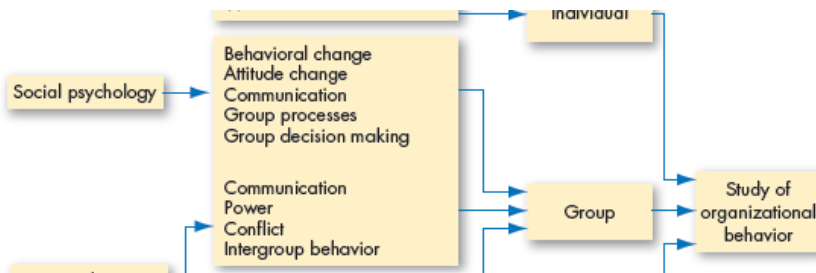 Individual
Behavioral change
Attitude change
Social psychology
Communication
Group processes
Group decision making
Communication
Power
Conflict
Intergroup behavior
Group
Study of
organizational
behavior